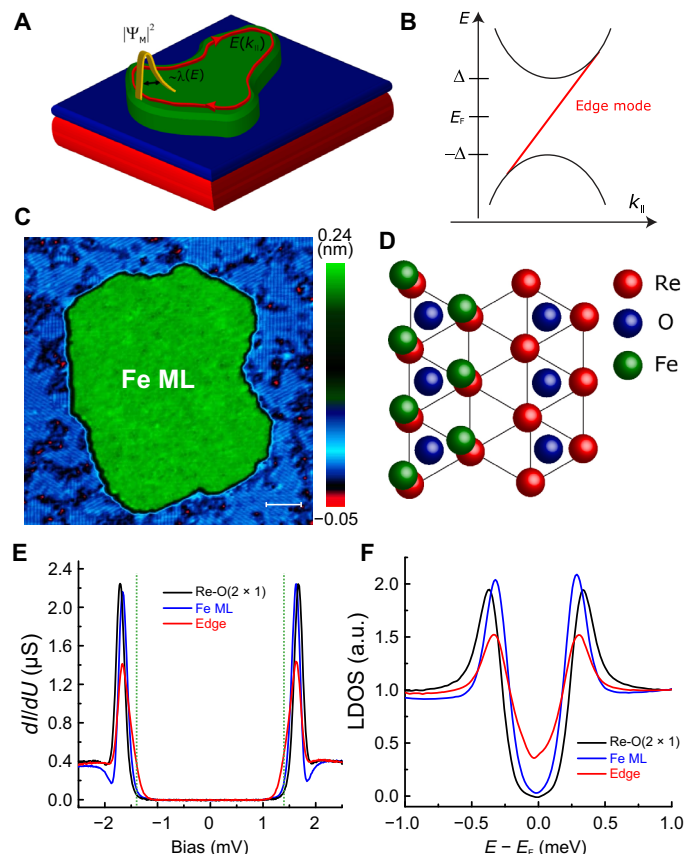 A
|Ψ_M|²
~λ(E)
E(k_∥)
B
E
Δ
E_F
−Δ
Edge mode
k_∥
C
0.24
(nm)
Fe ML
−0.05
D
Re
O
Fe
E
dI/dU (µS)
2.4
2.0
1.6
1.2
0.8
0.4
0.0
Re-O(2 × 1)
Fe ML
Edge
−2 −1 0 1 2
Bias (mV)
F
LDOS (a.u.)
2.0
1.5
1.0
0.5
0.0
Re-O(2 × 1)
Fe ML
Edge
−1.0 −0.5 0.0 0.5 1.0
E − E_F (meV)